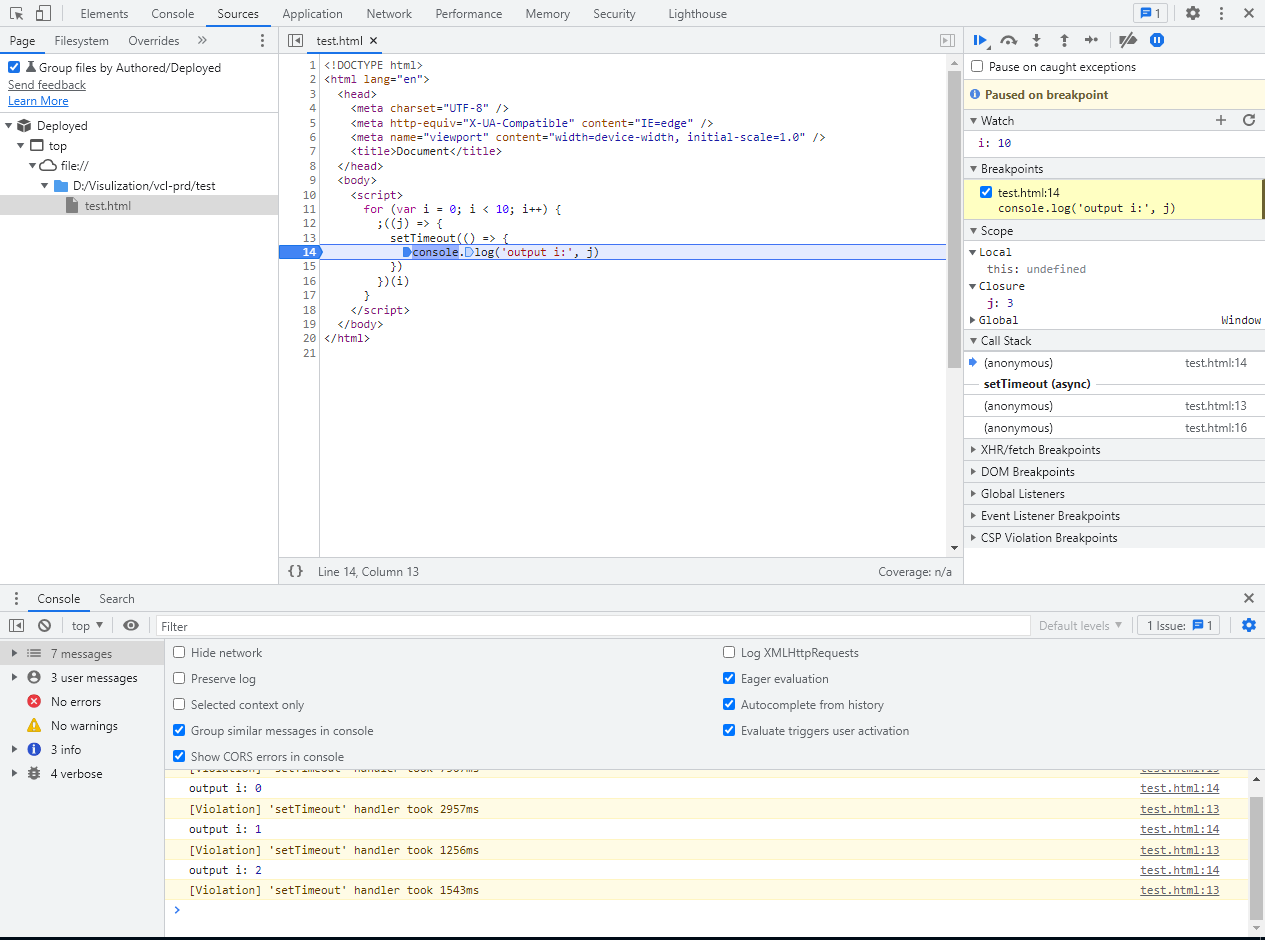 Elements Console Sources Application Network Performance Memory Security Lighthouse 1
Page Filesystem Overrides »
Group files by Authored/Deployed
Send feedback
Learn More
Deployed
top
file://
D:/Visulization/vcl-prd/test
test.html
test.html ×
1 <!DOCTYPE html>
2 <html lang="en">
3 <head>
4 <meta charset="UTF-8" />
5 <meta http-equiv="X-UA-Compatible" content="IE=edge" />
6 <meta name="viewport" content="width=device-width, initial-scale=1.0" />
7 <title>Document</title>
8 </head>
9 <body>
10 <script>
11 for (var i = 0; i < 10; i++) {
12 ;((j) => {
13 setTimeout(() => {
14 console.log('output i:', j)
15 })
16 })(i)
17 }
18 </script>
19 </body>
20 </html>
21
{} Line 14, Column 13 Coverage: n/a
Pause on caught exceptions
Paused on breakpoint
Watch
i: 10
Breakpoints
test.html:14
console.log('output i:', j)
Scope
Local
this: undefined
Closure
j: 3
Global Window
Call Stack
(anonymous) test.html:14
setTimeout (async)
(anonymous) test.html:13
(anonymous) test.html:16
XHR/fetch Breakpoints
DOM Breakpoints
Global Listeners
Event Listener Breakpoints
CSP Violation Breakpoints
Console Search
top Filter Default levels 1 Issue: 1
7 messages
3 user messages
No errors
No warnings
3 info
4 verbose
Hide network
Preserve log
Selected context only
Group similar messages in console
Show CORS errors in console
Log XMLHttpRequests
Eager evaluation
Autocomplete from history
Evaluate triggers user activation
[Violation] 'setTimeout' handler took test.html:13
output i: 0 test.html:14
[Violation] 'setTimeout' handler took 2957ms test.html:13
output i: 1 test.html:14
[Violation] 'setTimeout' handler took 1256ms test.html:13
output i: 2 test.html:14
[Violation] 'setTimeout' handler took 1543ms test.html:13